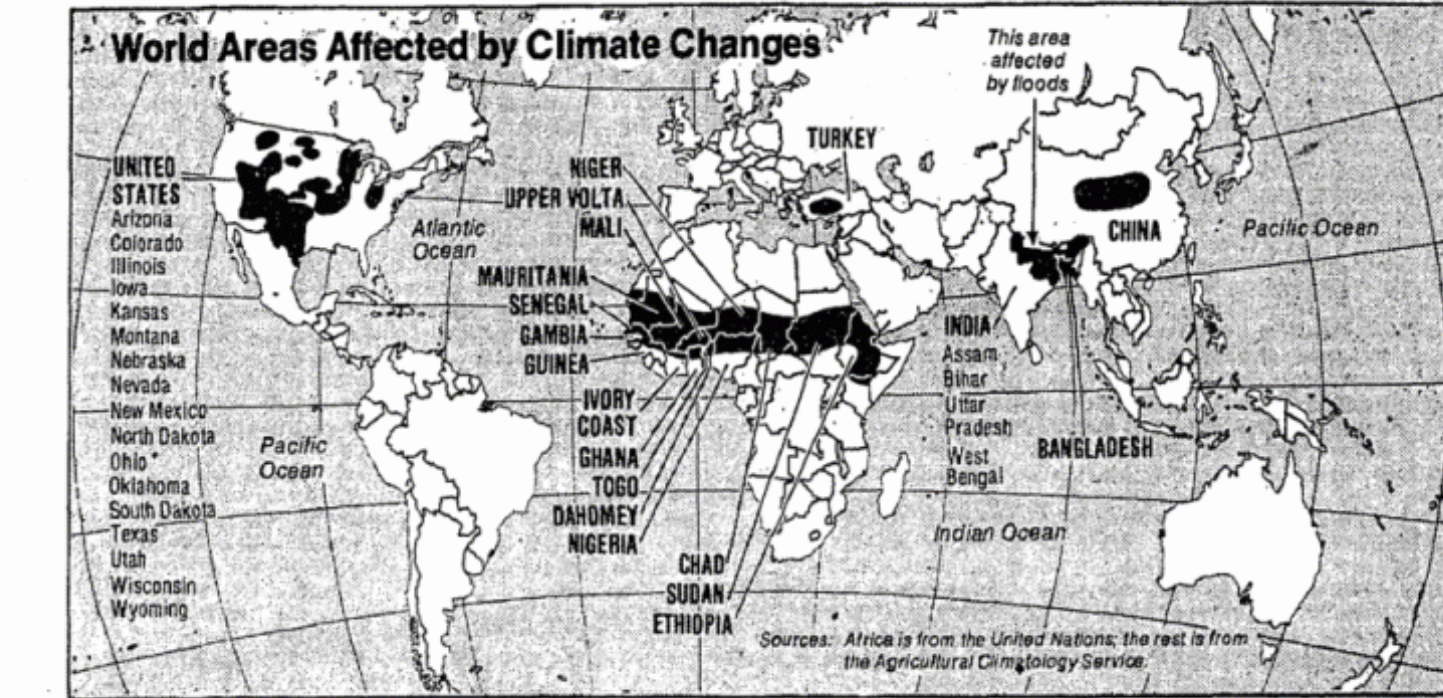 World Areas Affected by Climate Changes
This area
affected
by floods
UNITED
STATES
Arizona
Colorado
Illinois
Iowa
Kansas
Montana
Nebraska
Nevada
New Mexico
North Dakota
Ohio
Oklahoma
South Dakota
Texas
Utah
Wisconsin
Wyoming
Pacific
Ocean
Atlantic
Ocean
NIGER
UPPER VOLTA
MALI
MAURITANIA
SENEGAL
GAMBIA
GUINEA
IVORY
COAST
GHANA
TOGO
DAHOMEY
NIGERIA
CHAD
SUDAN
ETHIOPIA
TURKEY
CHINA
Pacific Ocean
INDIA
Assam
Bihar
Uttar
Pradesh
West
Bengal
BANGLADESH
Indian Ocean
Sources: Africa is from the United Nations; the rest is from
the Agricultural Climatology Service.